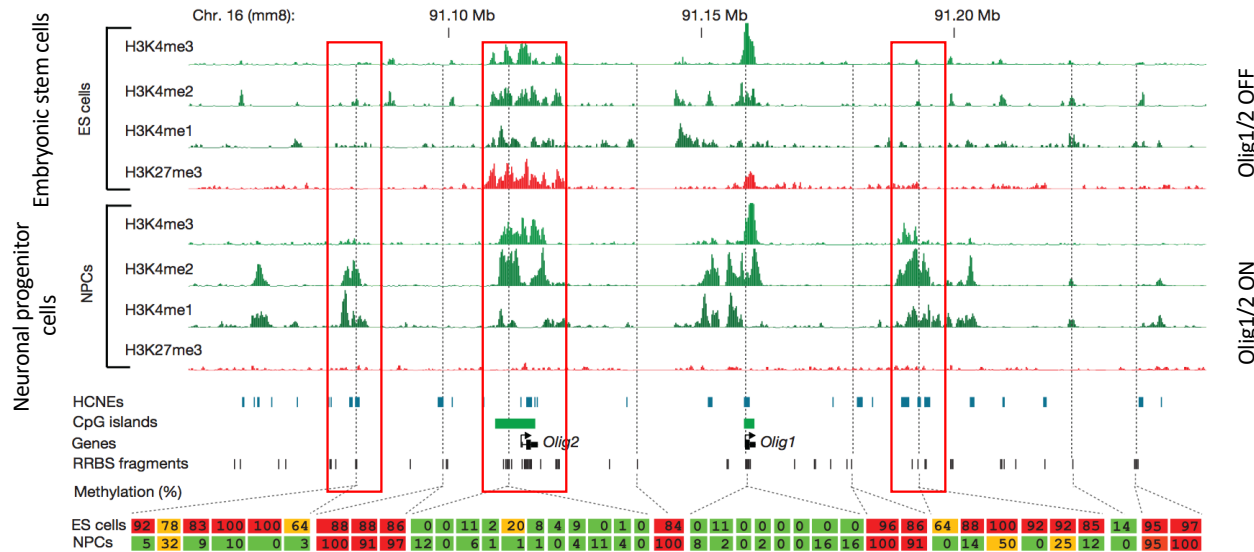 Chr. 16 (mm8): 91.10 Mb 91.15 Mb 91.20 Mb
Embryonic stem cells
ES cells
H3K4me3
H3K4me2
H3K4me1
H3K27me3
Olig1/2 OFF
Neuronal progitor cells
NPCs
H3K4me3
H3K4me2
H3K4me1
H3K27me3
Olig1/2 ON
HCNEs
CpG islands
Genes Olig2 Olig1
RRBS fragments
Methylation (%)
ES cells 92 78 83 100 100 64 88 88 86 0 0 11 2 20 8 4 9 0 1 0 84 0 11 0 0 0 0 0 0 96 86 64 88 100 92 92 85 14 95 97
NPCs 5 32 9 10 0 3 100 91 97 12 0 6 1 1 1 0 4 11 4 0 100 8 2 0 2 0 0 16 16 100 91 0 14 50 0 25 12 0 95 100